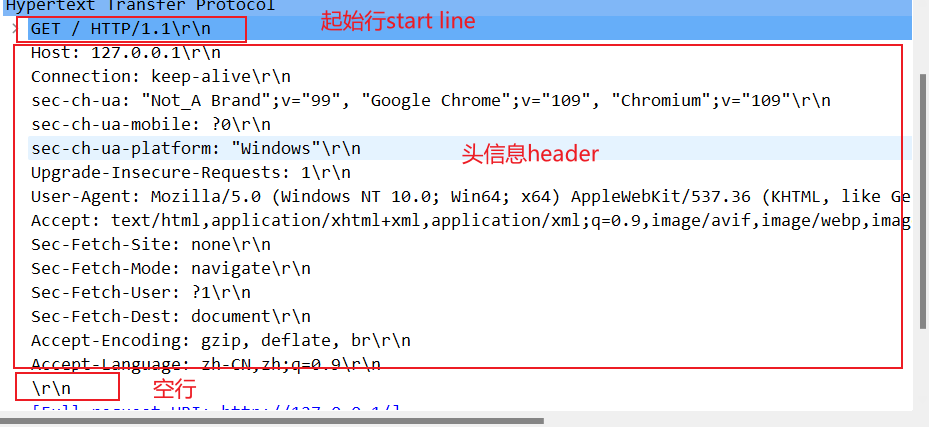 Hypertext Transfer Protocol
起始行start line
GET / HTTP/1.1\r\n
Host: 127.0.0.1\r\n
Connection: keep-alive\r\n
sec-ch-ua: "Not_A Brand";v="99", "Google Chrome";v="109", "Chromium";v="109"\r\n
sec-ch-ua-mobile: ?0\r\n
sec-ch-ua-platform: "Windows"\r\n
头信息header
Upgrade-Insecure-Requests: 1\r\n
User-Agent: Mozilla/5.0 (Windows NT 10.0; Win64; x64) AppleWebKit/537.36 (KHTML, like Ge
Accept: text/html,application/xhtml+xml,application/xml;q=0.9,image/avif,image/webp,imag
Sec-Fetch-Site: none\r\n
Sec-Fetch-Mode: navigate\r\n
Sec-Fetch-User: ?1\r\n
Sec-Fetch-Dest: document\r\n
Accept-Encoding: gzip, deflate, br\r\n
Accept-Language: zh-CN,zh;q=0.9\r\n
\r\n
空行
[Full request URI: http://127.0.0.1/]